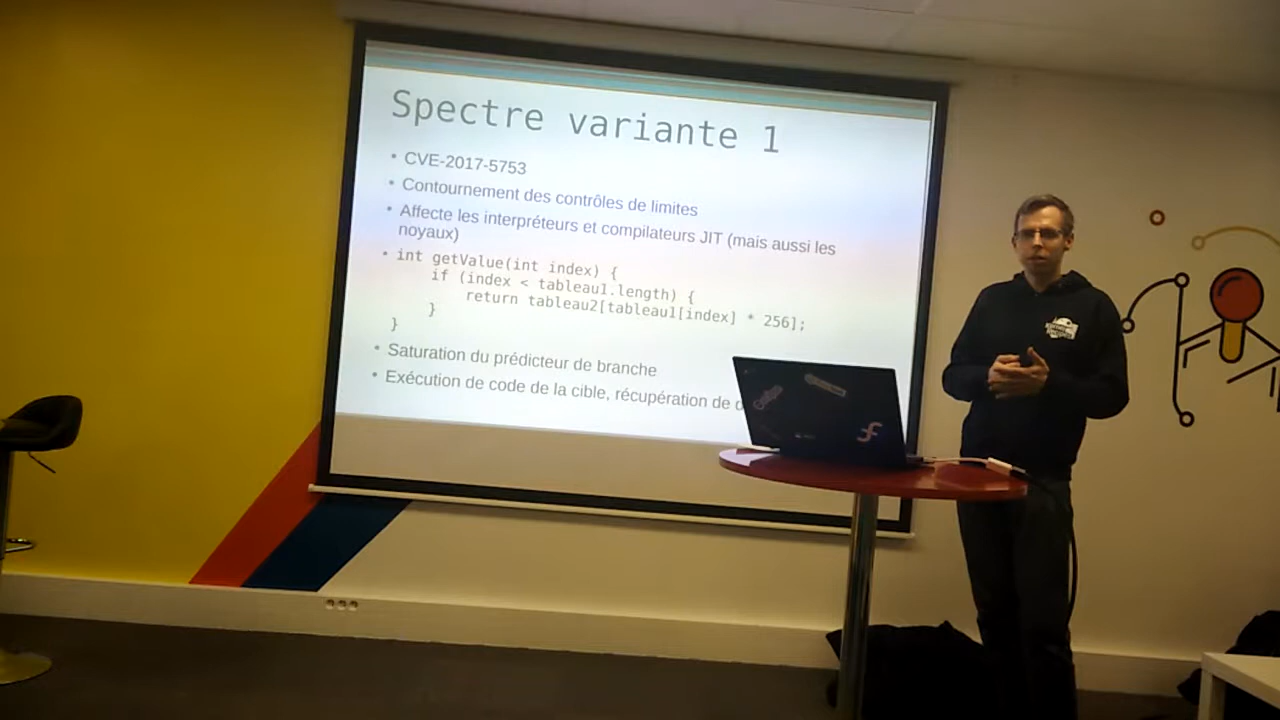 Spectre variante 1
• CVE-2017-5753
• Contournement des contrôles de limites
• Affecte les interpréteurs et compilateurs JIT (mais aussi les
noyaux)
• int getValue(int index) {
if (index < tableau1.length) {
return tableau2[tableau1[index] * 256];
}
}
• Saturation du prédicteur de branche
• Exécution de code de la cible, récupération de